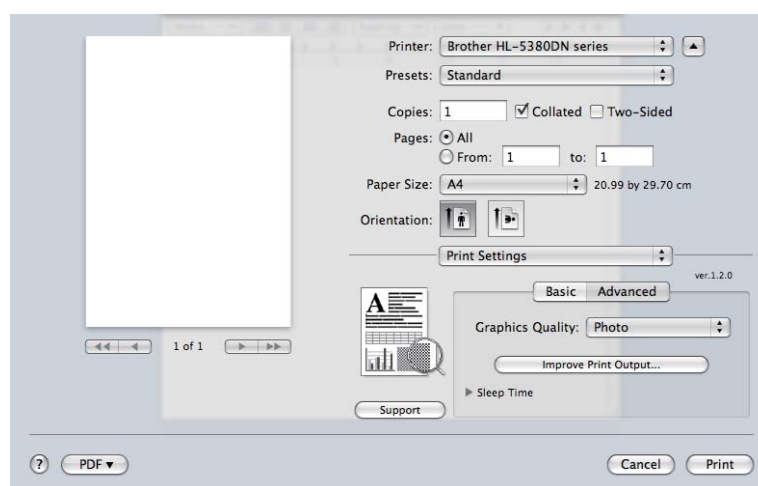 Printer: Brother HL-5380DN series
Presets: Standard
Copies: 1 Collated Two-Sided
Pages: All
From: 1 to: 1
Paper Size: A4 20.99 by 29.70 cm
Orientation:
Print Settings
ver.1.2.0
Basic Advanced
Graphics Quality: Photo
Improve Print Output...
Sleep Time
Support
1 of 1
? PDF Cancel Print